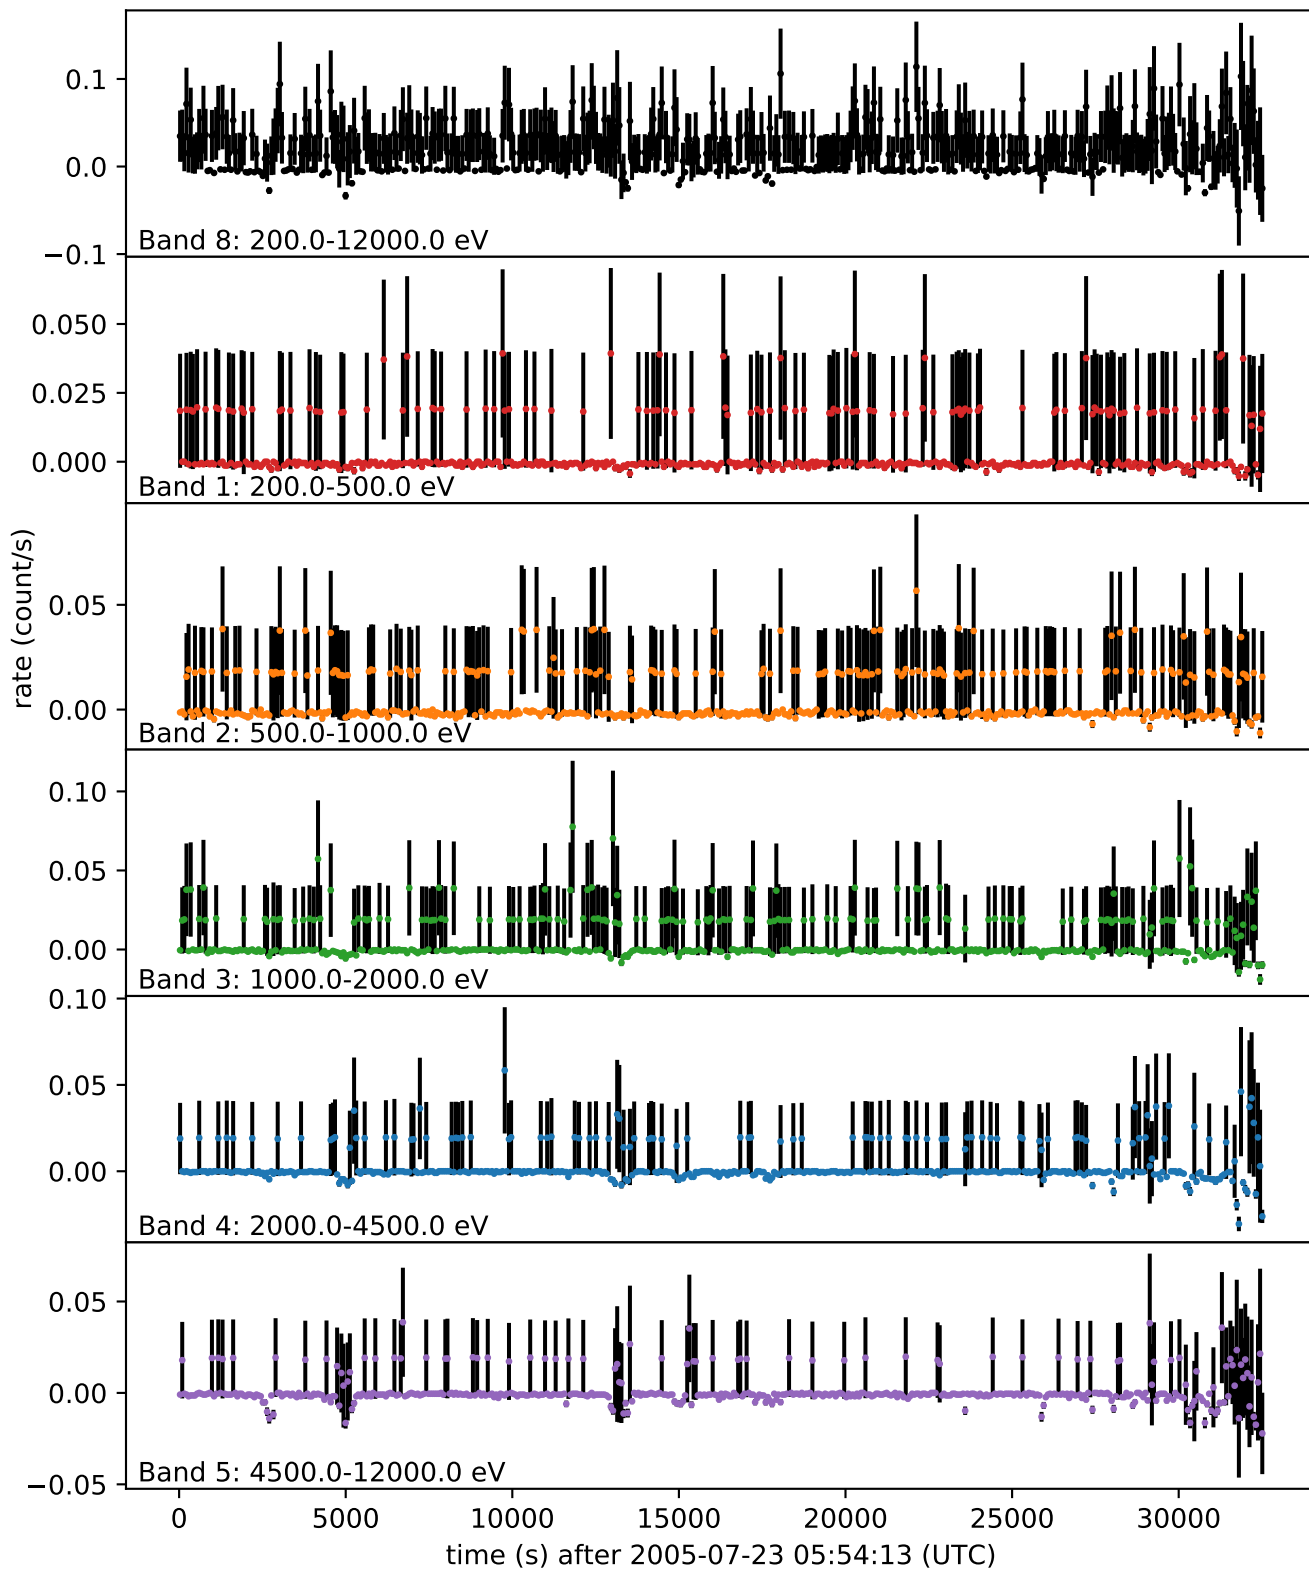 0.1
0.0
−0.1
Band 8: 200.0-12000.0 eV
0.050
0.025
0.000
Band 1: 200.0-500.0 eV
0.05
0.00
Band 2: 500.0-1000.0 eV
0.10
0.05
0.00
Band 3: 1000.0-2000.0 eV
0.10
0.05
0.00
Band 4: 2000.0-4500.0 eV
0.05
0.00
−0.05
Band 5: 4500.0-12000.0 eV
rate (count/s)
0 5000 10000 15000 20000 25000 30000
time (s) after 2005-07-23 05:54:13 (UTC)